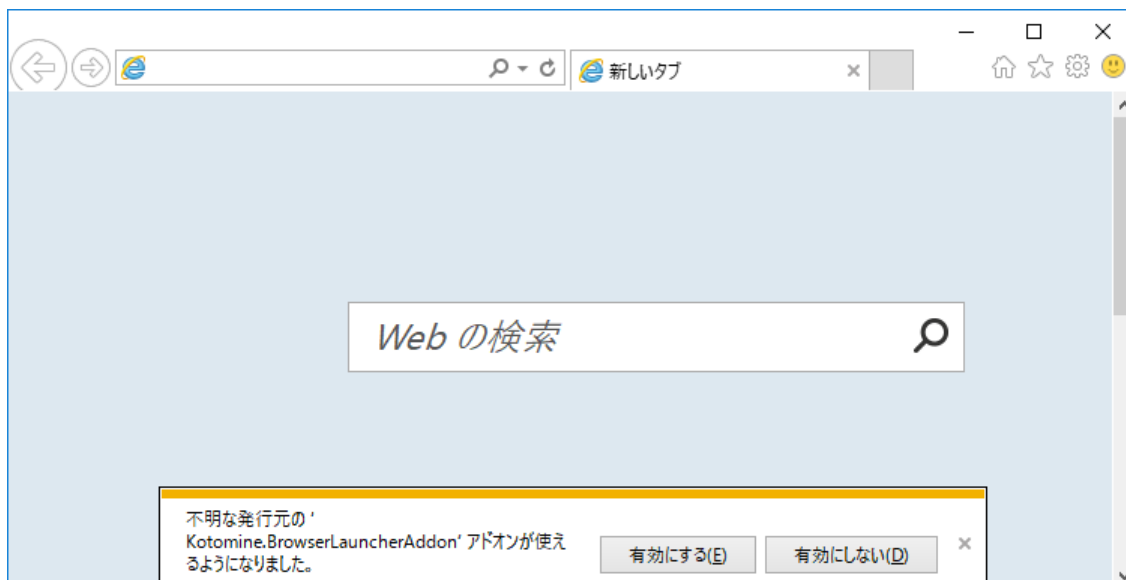 新しいタブ
Web の検索
不明な発行元の '
Kotomine.BrowserLauncherAddon' アドオンが使え
るようになりました。
有効にする(E)
有効にしない(D)